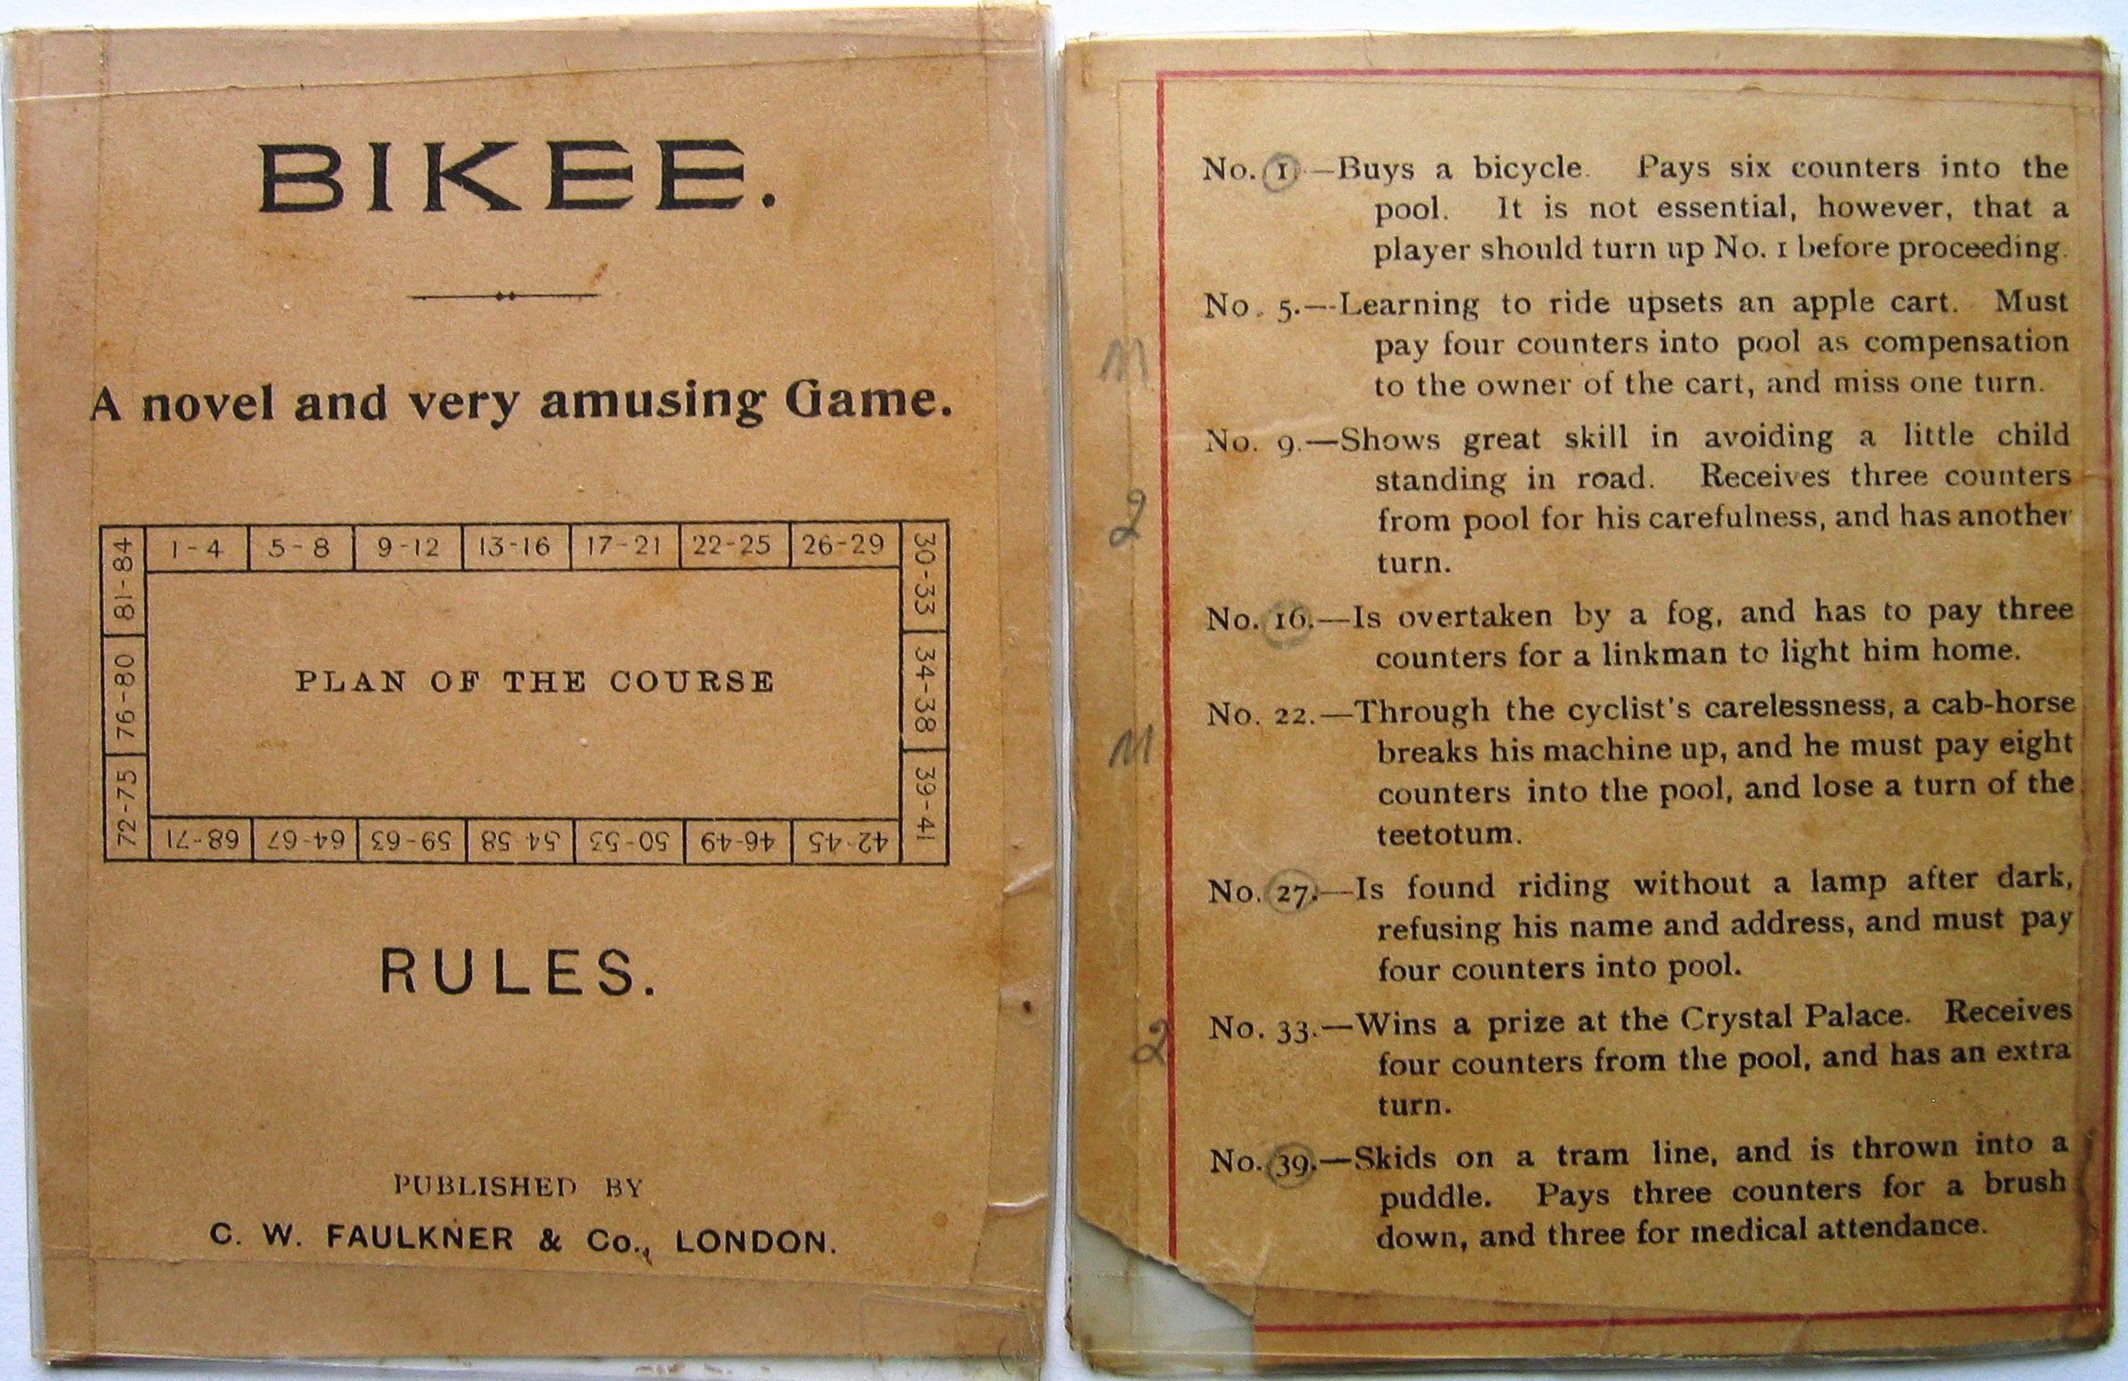 BIKEE.
A novel and very amusing Game.
81-84 1-4 5-8 9-12 13-16 17-21 22-25 26-29 30-33
76-80 PLAN OF THE COURSE 34-38
72-75 68-71 64-67 59-63 54-58 50-53 46-49 42-45 39-41
RULES.
PUBLISHED BY
C. W. FAULKNER & Co., LONDON.
No. 1—Buys a bicycle. Pays six counters into the
pool. It is not essential, however, that a
player should turn up No. 1 before proceeding.
No. 5.—Learning to ride upsets an apple cart. Must
pay four counters into pool as compensation
to the owner of the cart, and miss one turn.
No. 9.—Shows great skill in avoiding a little child
standing in road. Receives three counters
from pool for his carefulness, and has another
turn.
No. 16.—Is overtaken by a fog, and has to pay three
counters for a linkman to light him home.
No. 22.—Through the cyclist's carelessness, a cab-horse
breaks his machine up, and he must pay eight
counters into the pool, and lose a turn of the
teetotum.
No. 27.—Is found riding without a lamp after dark,
refusing his name and address, and must pay
four counters into pool.
No. 33.—Wins a prize at the Crystal Palace. Receives
four counters from the pool, and has an extra
turn.
No. 39.—Skids on a tram line, and is thrown into a
puddle. Pays three counters for a brush
down, and three for medical attendance.
2
2